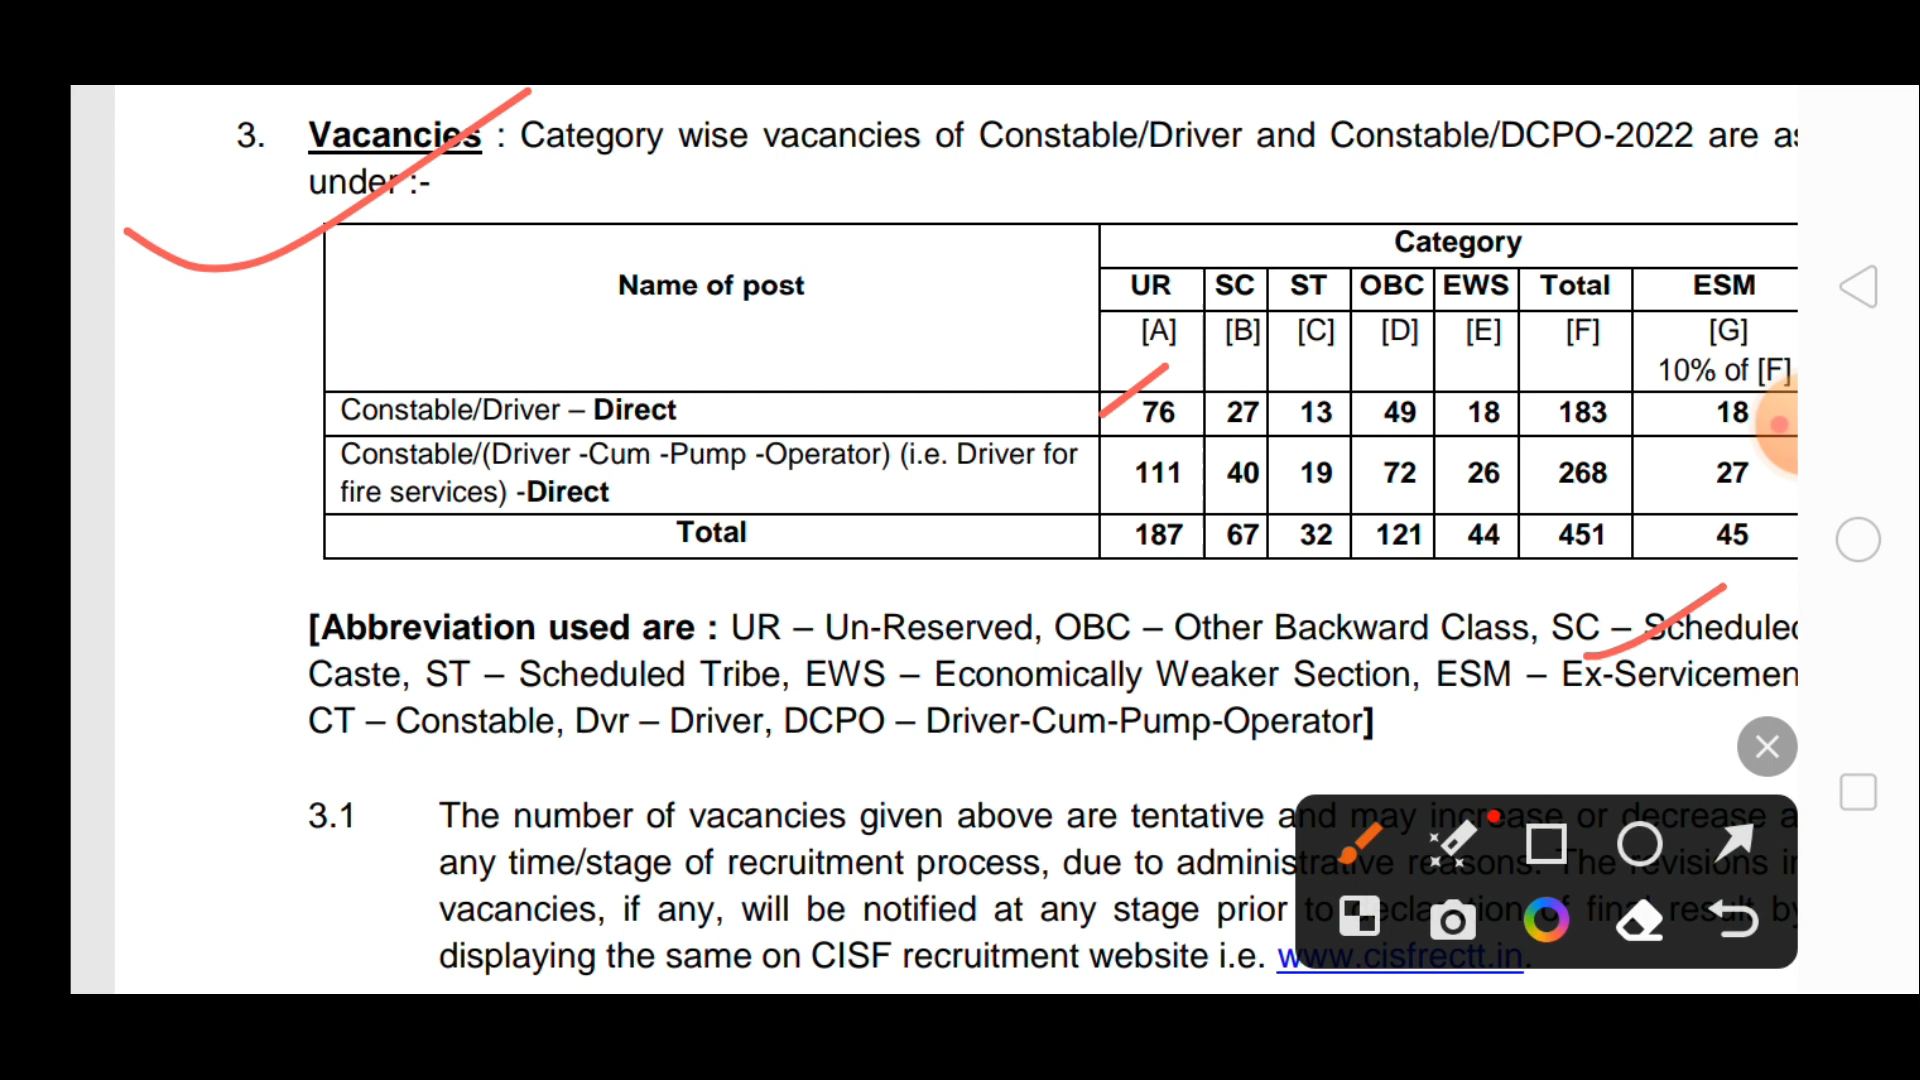 3. Vacancies : Category wise vacancies of Constable/Driver and Constable/DCPO-2022 are as
under :-
Category
Name of post UR SC ST OBC EWS Total ESM
[A] [B] [C] [D] [E] [F] [G]
10% of [F]
Constable/Driver – Direct 76 27 13 49 18 183 18
Constable/(Driver -Cum -Pump -Operator) (i.e. Driver for
fire services) -Direct 111 40 19 72 26 268 27
Total 187 67 32 121 44 451 45
[Abbreviation used are : UR – Un-Reserved, OBC – Other Backward Class, SC – Scheduled
Caste, ST – Scheduled Tribe, EWS – Economically Weaker Section, ESM – Ex-Servicemen
CT – Constable, Dvr – Driver, DCPO – Driver-Cum-Pump-Operator]
3.1 The number of vacancies given above are tentative and may increase or decrease a
any time/stage of recruitment process, due to administrative reasons. The revisions in
vacancies, if any, will be notified at any stage prior to declaration of final result by
displaying the same on CISF recruitment website i.e. www.cisfrectt.in.